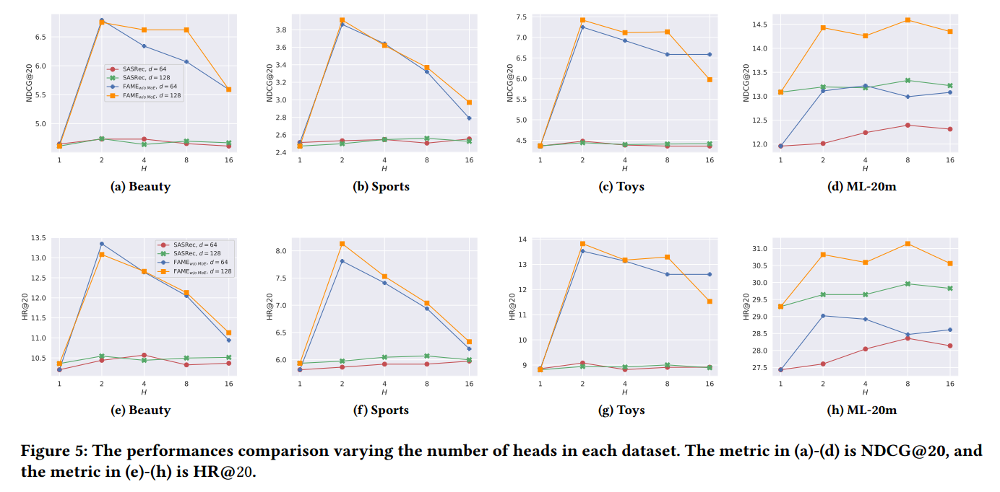 NDCG@20
6.5
6.0
5.5
5.0
SASRec, d = 64
SASRec, d = 128
FAME w/o MoE, d = 64
FAME w/o MoE, d = 128
1 2 4 8 16
H
(a) Beauty
NDCG@20
3.8
3.6
3.4
3.2
3.0
2.8
2.6
2.4
1 2 4 8 16
H
(b) Sports
NDCG@20
7.5
7.0
6.5
6.0
5.5
5.0
4.5
1 2 4 8 16
H
(c) Toys
NDCG@20
14.5
14.0
13.5
13.0
12.5
12.0
1 2 4 8 16
H
(d) ML-20m
HR@20
13.5
13.0
12.5
12.0
11.5
11.0
10.5
SASRec, d = 64
SASRec, d = 128
FAME w/o MoE, d = 64
FAME w/o MoE, d = 128
1 2 4 8 16
H
(e) Beauty
HR@20
8.0
7.5
7.0
6.5
6.0
1 2 4 8 16
H
(f) Sports
HR@20
14
13
12
11
10
9
1 2 4 8 16
H
(g) Toys
HR@20
31.0
30.5
30.0
29.5
29.0
28.5
28.0
27.5
1 2 4 8 16
H
(h) ML-20m
Figure 5: The performances comparison varying the number of heads in each dataset. The metric in (a)-(d) is NDCG@20, and
the metric in (e)-(h) is HR@20.